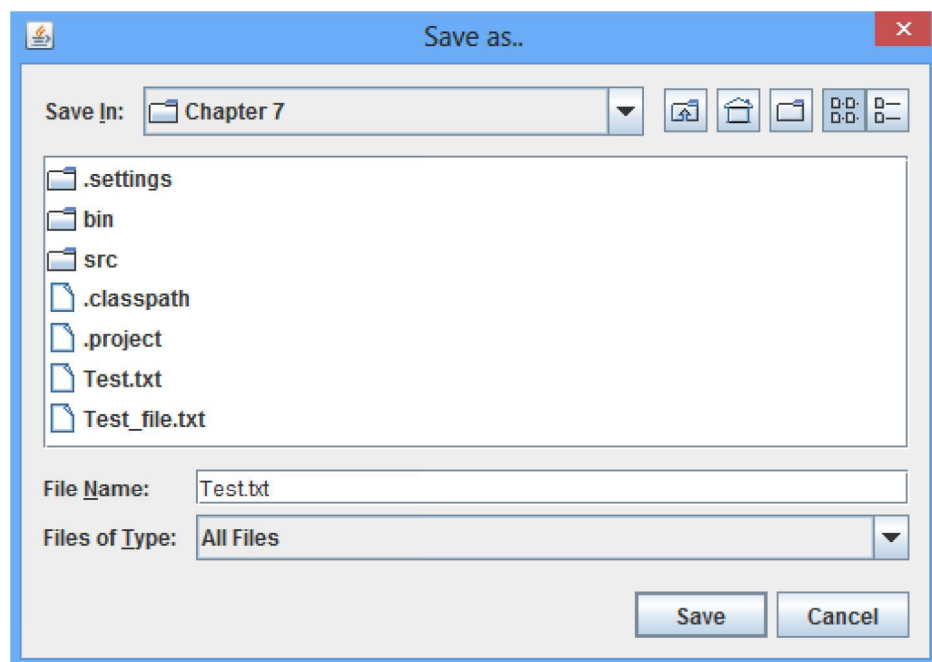 Save as..
Save In: Chapter 7
.settings
bin
src
.classpath
.project
Test.txt
Test_file.txt
File Name: Test.txt
Files of Type: All Files
Save Cancel